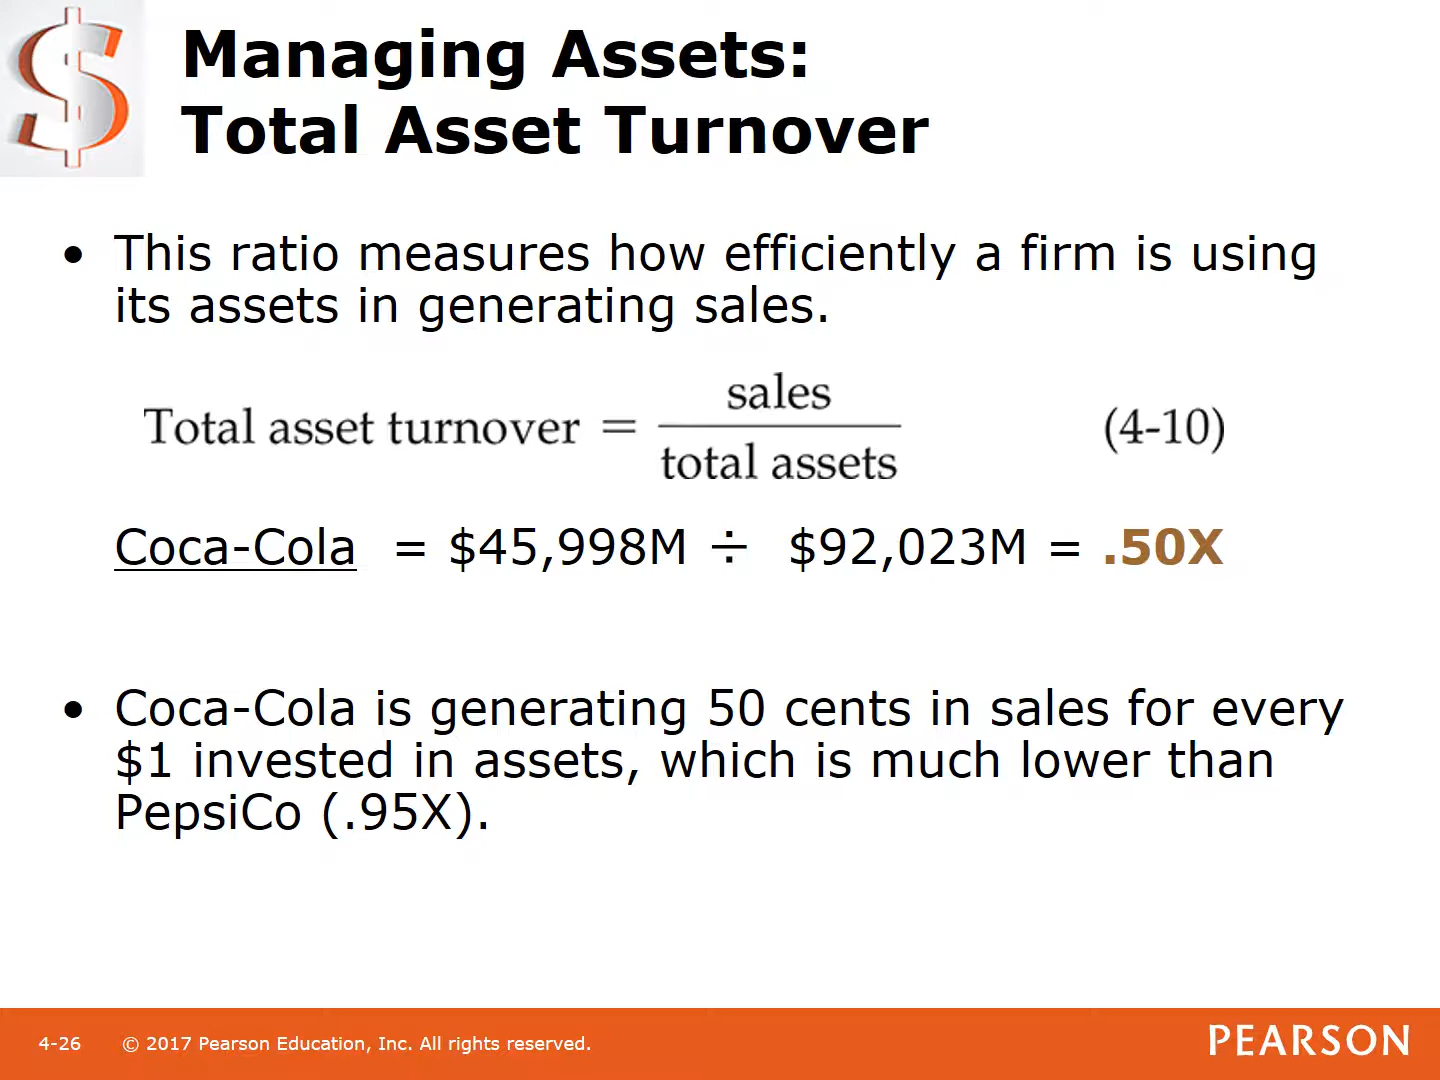 Managing Assets:
Total Asset Turnover
• This ratio measures how efficiently a firm is using
its assets in generating sales.
Total asset turnover = sales / total assets (4-10)
Coca-Cola = $45,998M ÷ $92,023M = .50X
• Coca-Cola is generating 50 cents in sales for every
$1 invested in assets, which is much lower than
PepsiCo (.95X).
4-26 © 2017 Pearson Education, Inc. All rights reserved.
PEARSON